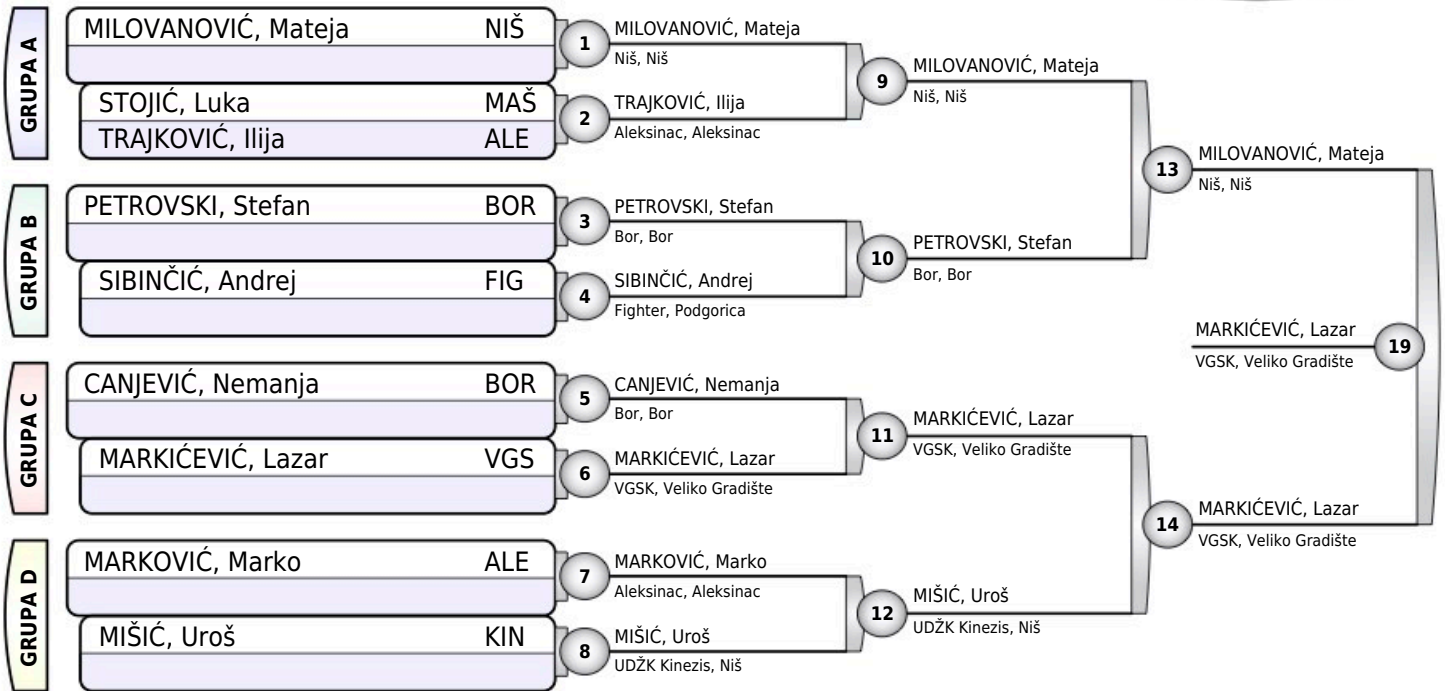 GRUPA A
MILOVANOVIĆ, Mateja NIŠ
STOJIĆ, Luka MAŠ
TRAJKOVIĆ, Ilija ALE
GRUPA B
PETROVSKI, Stefan BOR
SIBINČIĆ, Andrej FIG
GRUPA C
CANJEVIĆ, Nemanja BOR
MARKIĆEVIĆ, Lazar VGS
GRUPA D
MARKOVIĆ, Marko ALE
MIŠIĆ, Uroš KIN
1
MILOVANOVIĆ, Mateja
Niš, Niš
2
TRAJKOVIĆ, Ilija
Aleksinac, Aleksinac
3
PETROVSKI, Stefan
Bor, Bor
4
SIBINČIĆ, Andrej
Fighter, Podgorica
5
CANJEVIĆ, Nemanja
Bor, Bor
6
MARKIĆEVIĆ, Lazar
VGSK, Veliko Gradište
7
MARKOVIĆ, Marko
Aleksinac, Aleksinac
8
MIŠIĆ, Uroš
UDŽK Kinezis, Niš
9
MILOVANOVIĆ, Mateja
Niš, Niš
10
PETROVSKI, Stefan
Bor, Bor
11
MARKIĆEVIĆ, Lazar
VGSK, Veliko Gradište
12
MIŠIĆ, Uroš
UDŽK Kinezis, Niš
13
MILOVANOVIĆ, Mateja
Niš, Niš
14
MARKIĆEVIĆ, Lazar
VGSK, Veliko Gradište
MARKIĆEVIĆ, Lazar
VGSK, Veliko Gradište
19